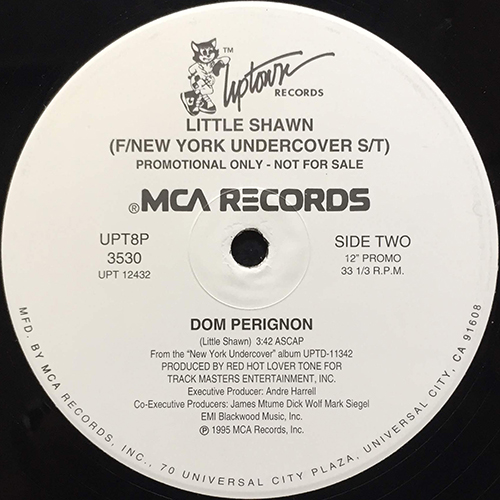 TM
Uptown
RECORDS
LITTLE SHAWN
(F/NEW YORK UNDERCOVER S/T)
PROMOTIONAL ONLY - NOT FOR SALE
®MCA RECORDS
UPT8P
3530
UPT 12432
SIDE TWO
12" PROMO
33 1/3 R.P.M.
DOM PERIGNON
(Little Shawn) 3:42 ASCAP
From the "New York Undercover" album UPTD-11342
PRODUCED BY RED HOT LOVER TONE FOR
TRACK MASTERS ENTERTAINMENT, INC.
Executive Producer: Andre Harrell
Co-Executive Producers: James Mtume Dick Wolf Mark Siegel
EMI Blackwood Music, Inc.
℗ 1995 MCA Records, Inc.
MFD. BY MCA RECORDS, INC., 70 UNIVERSAL CITY PLAZA, UNIVERSAL CITY, CA 91608